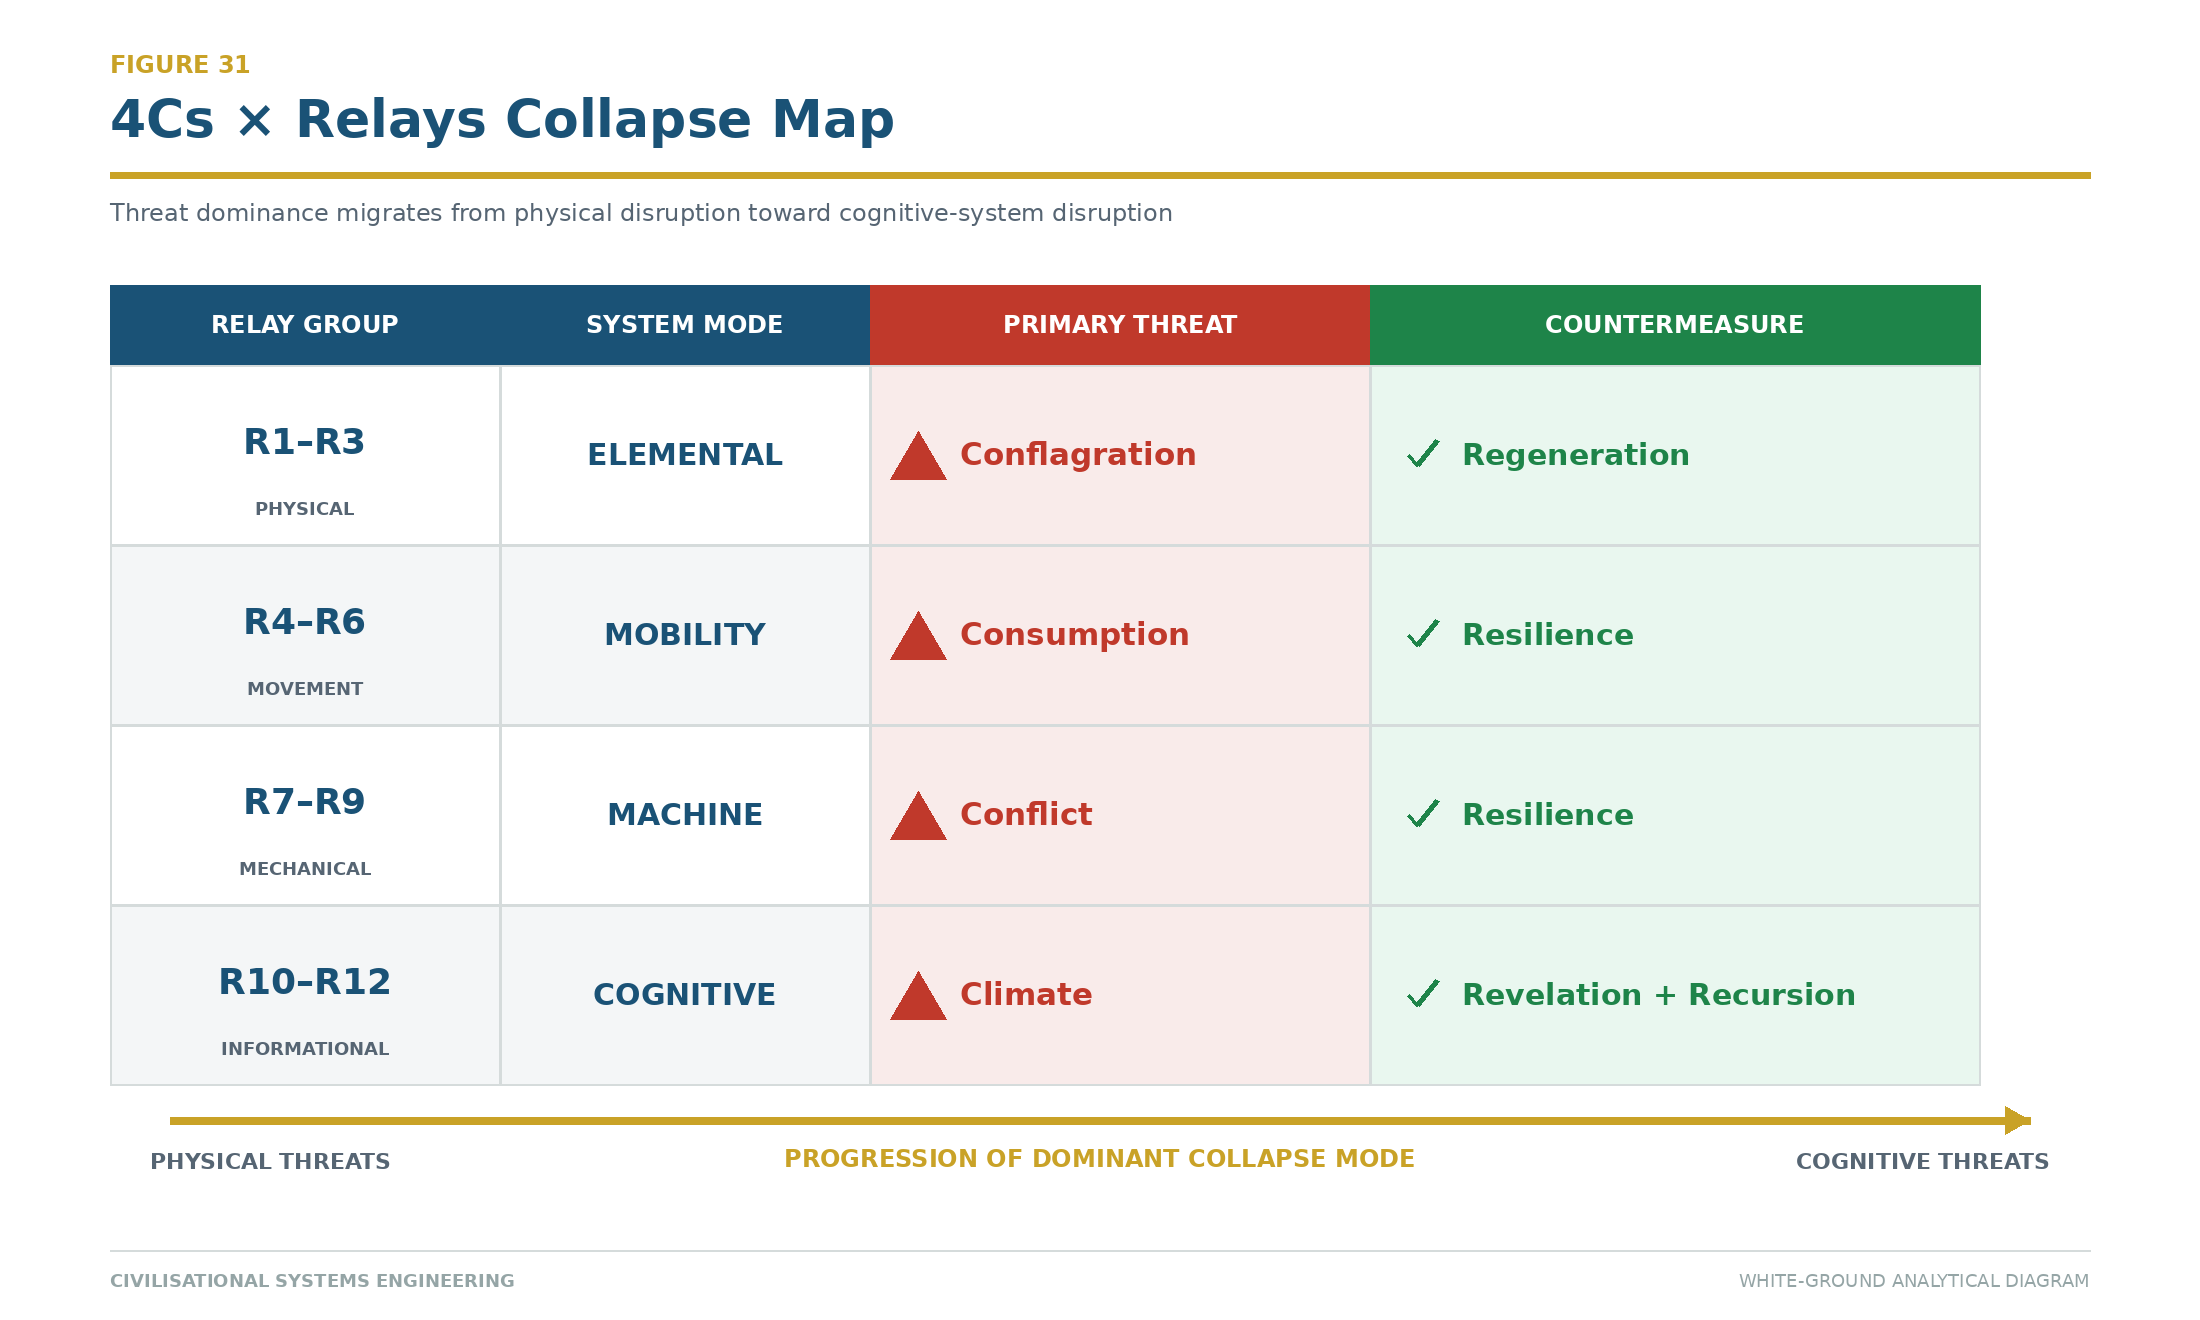 FIGURE 31
4Cs × Relays Collapse Map
Threat dominance migrates from physical disruption toward cognitive-system disruption
RELAY GROUP SYSTEM MODE PRIMARY THREAT COUNTERMEASURE
R1–R3
PHYSICAL
ELEMENTAL
Conflagration
✓ Regeneration
R4–R6
MOVEMENT
MOBILITY
Consumption
✓ Resilience
R7–R9
MECHANICAL
MACHINE
Conflict
✓ Resilience
R10–R12
INFORMATIONAL
COGNITIVE
Climate
✓ Revelation + Recursion
PHYSICAL THREATS
PROGRESSION OF DOMINANT COLLAPSE MODE
COGNITIVE THREATS
CIVILISATIONAL SYSTEMS ENGINEERING
WHITE-GROUND ANALYTICAL DIAGRAM